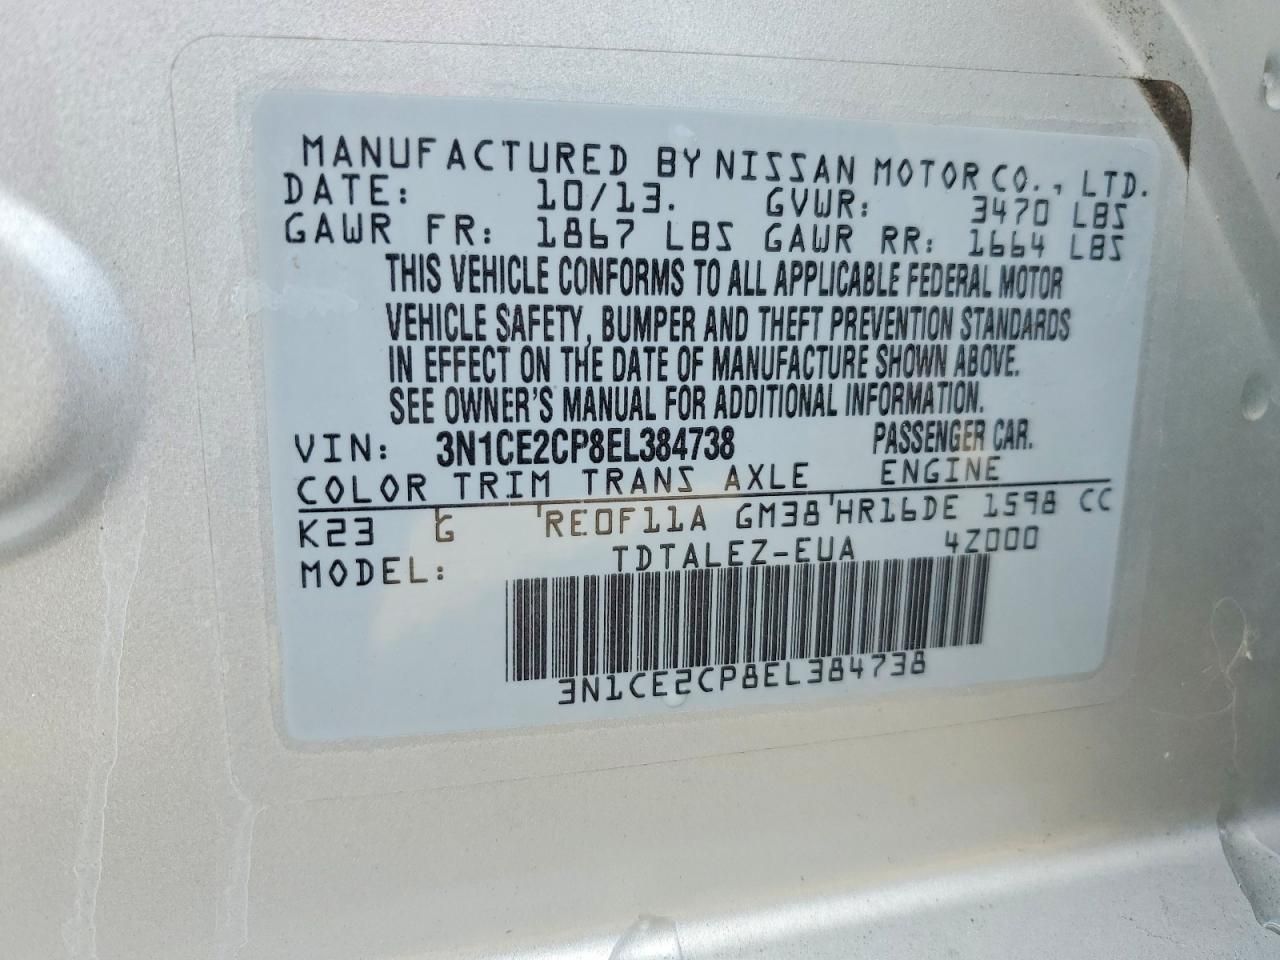 MANUFACTURED BY NISSAN MOTOR CO., LTD.
DATE: 10/13. GVWR: 3470 LBS
GAWR FR: 1867 LBS GAWR RR: 1664 LBS
THIS VEHICLE CONFORMS TO ALL APPLICABLE FEDERAL MOTOR
VEHICLE SAFETY, BUMPER AND THEFT PREVENTION STANDARDS
IN EFFECT ON THE DATE OF MANUFACTURE SHOWN ABOVE.
SEE OWNER'S MANUAL FOR ADDITIONAL INFORMATION.
VIN: 3N1CE2CP8EL384738 PASSENGER CAR.
COLOR TRIM TRANS AXLE ENGINE
K23 G RE0F11A GM38 HR16DE 1598 CC
MODEL: TDTALEZ-EUA 4Z000
3N1CE2CP8EL384738